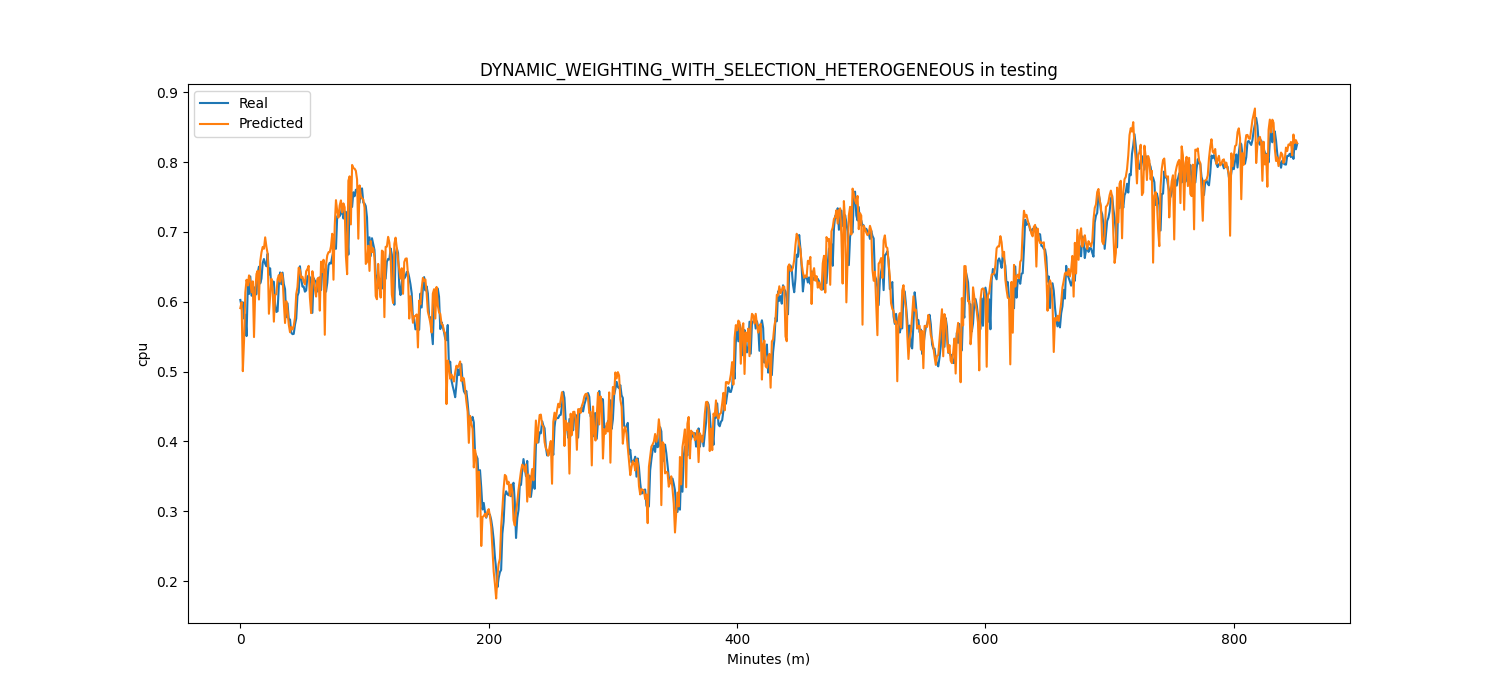 DYNAMIC_WEIGHTING_WITH_SELECTION_HETEROGENEOUS in testing
Real
Predicted
0.9
0.8
0.7
0.6
0.5
0.4
0.3
0.2
cpu
0 200 400 600 800
Minutes (m)